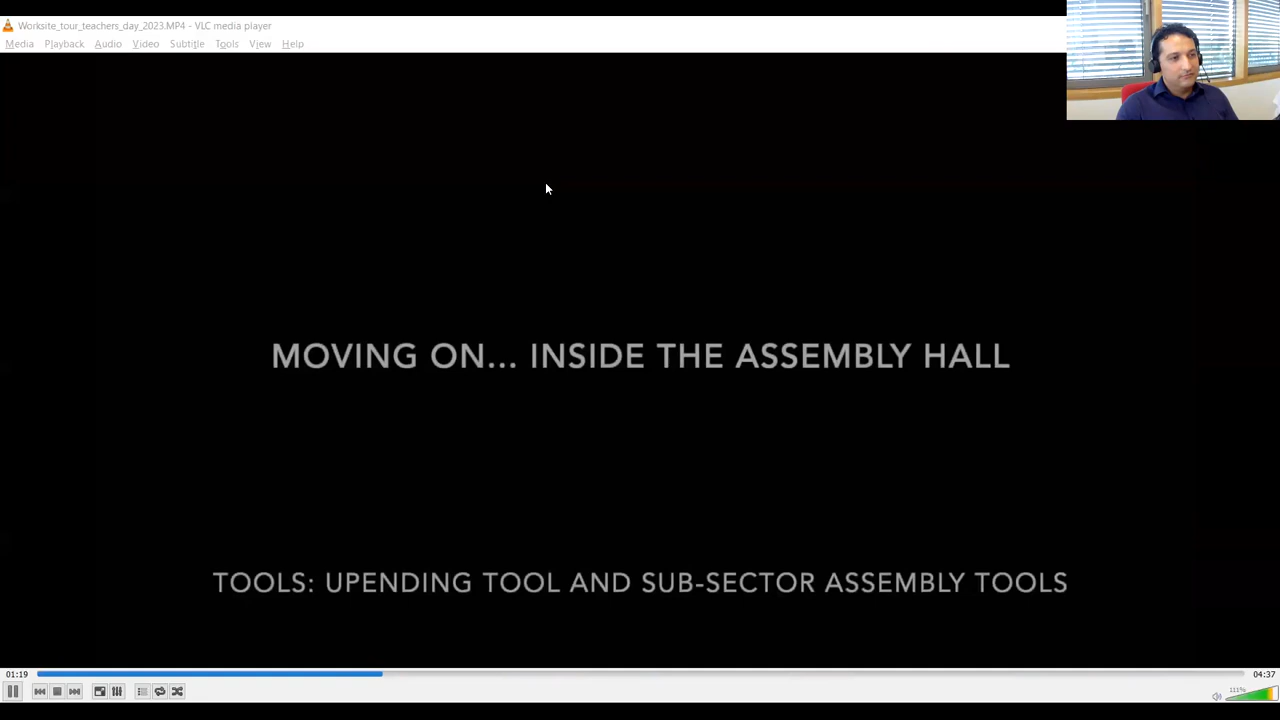 Worksite_tour_teachers_day_2023.MP4 - VLC media player
Media Playback Audio Video Subtitle Tools View Help
MOVING ON... INSIDE THE ASSEMBLY HALL
TOOLS: UPENDING TOOL AND SUB-SECTOR ASSEMBLY TOOLS
01:19 04:37
111%